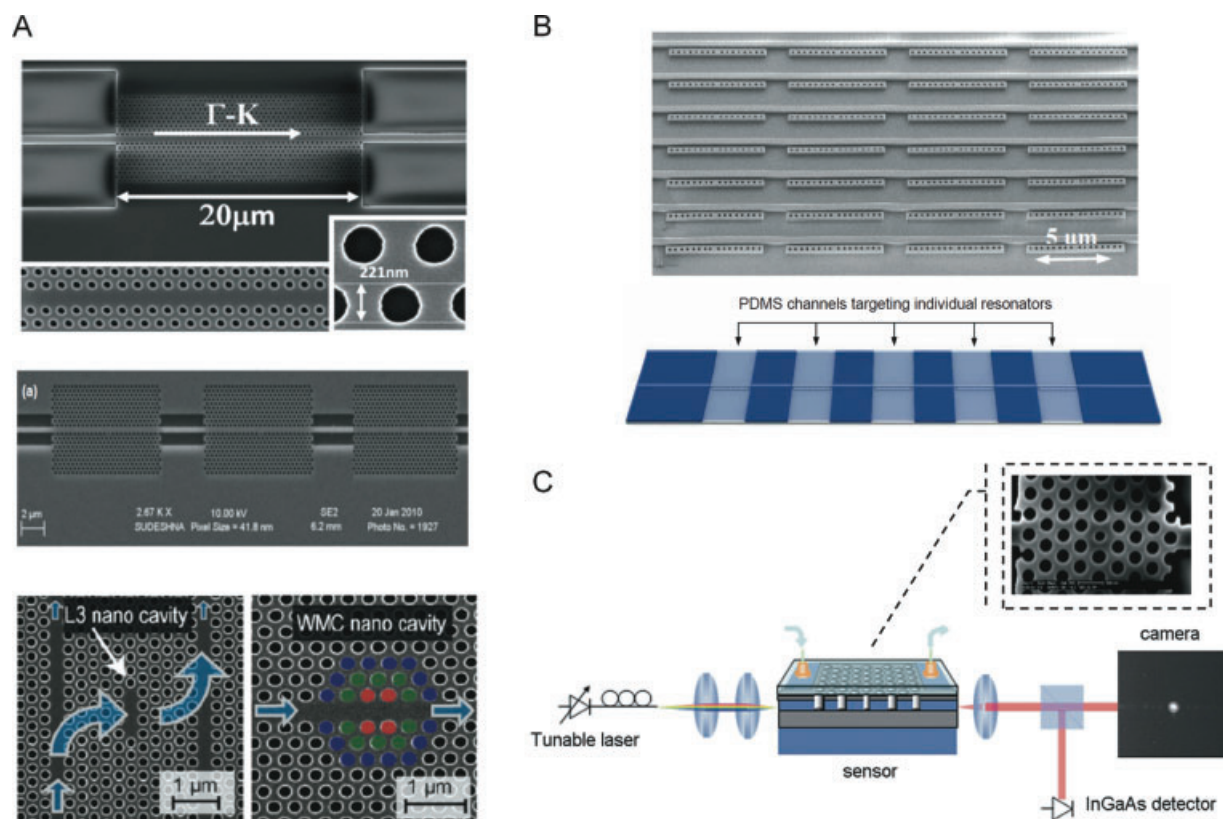 A
Γ-K
20μm
221nm
(a)
2 μm
2.67 K X 10.00 kV SE2 20 Jan 2010
SUDESHNA Pixel Size = 41.8 nm 6.2 mm Photo No. = 1927
L3 nano cavity
1 μm
WMC nano cavity
1 μm
B
5 um
PDMS channels targeting individual resonators
C
camera
Tunable laser
sensor
InGaAs detector